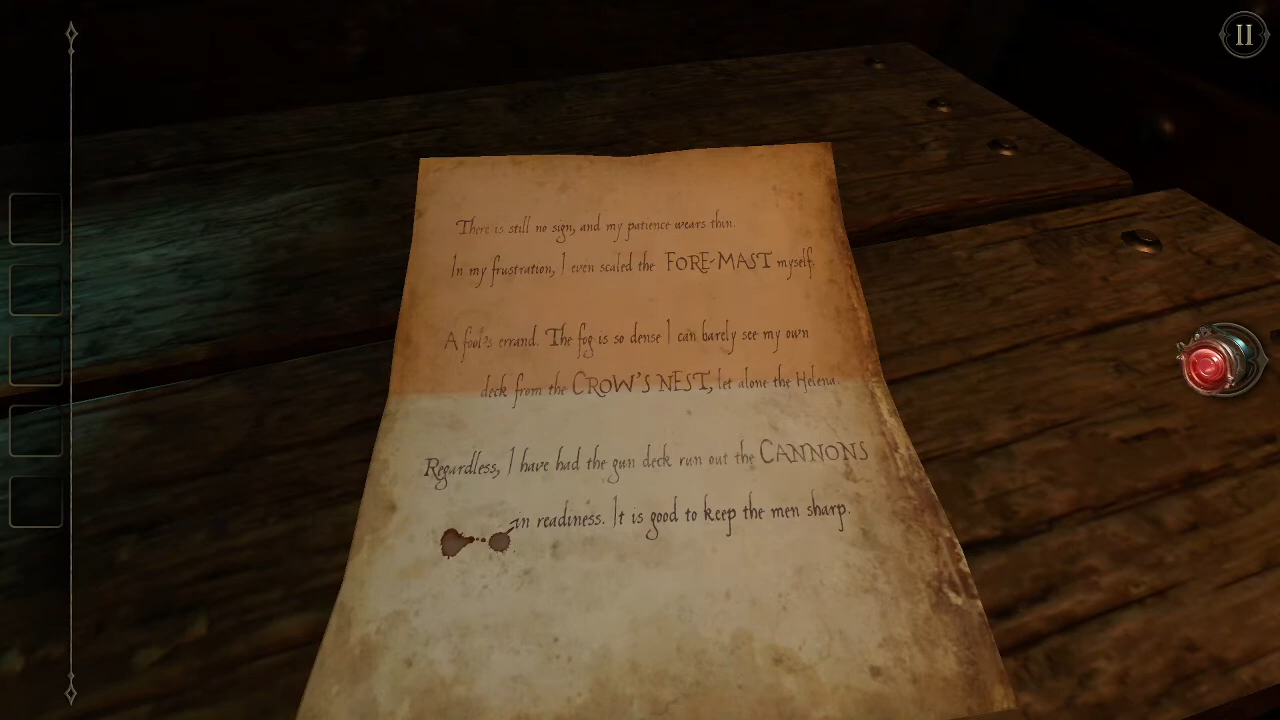 There is still no sign, and my patience wears thin.
In my frustration, I even scaled the FORE-MAST myself.
A fool's errand. The fog is so dense I can barely see my own
deck from the CROW'S NEST, let alone the Helena.
Regardless, I have had the gun deck run out the CANNONS
in readiness. It is good to keep the men sharp.